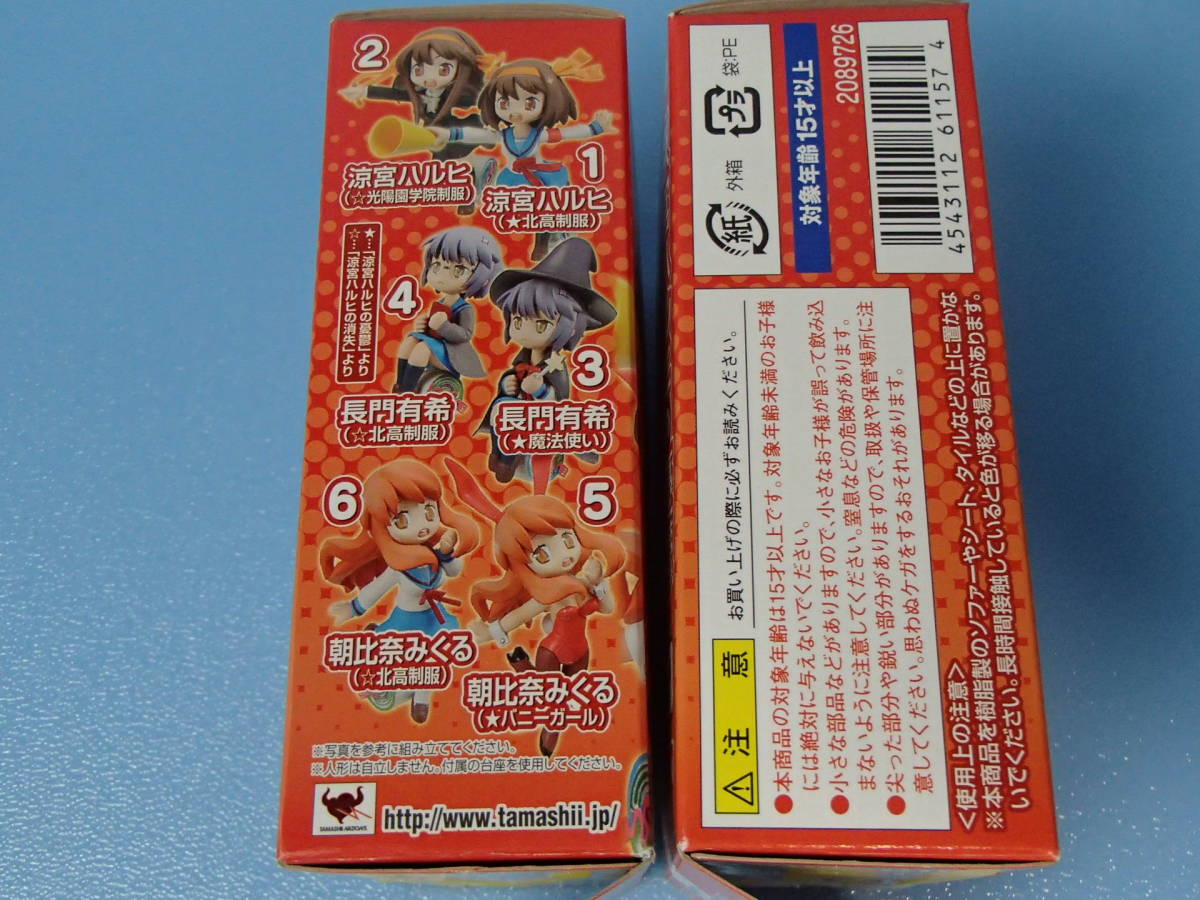 2
1
涼宮ハルヒ
(☆光陽園学院制服)
涼宮ハルヒ
(★北高制服)
★…「涼宮ハルヒの憂鬱」より
☆…「涼宮ハルヒの消失」より
4
3
長門有希
(☆北高制服)
長門有希
(★魔法使い)
6
5
朝比奈みくる
(☆北高制服)
朝比奈みくる
(★バニーガール)
※写真を参考に組み立ててください。
※人形は自立しません。付属の台座を使用してください。
TAMASHII NATIONS
http://www.tamashii.jp/
紙
外箱
プラ
袋:PE
対象年齢 15才以上
2089726
4543112 611574
注 意
お買い上げの際に必ずお読みください。
●本商品の対象年齢は15才以上です。対象年齢未満のお子様
には絶対に与えないでください。
●小さな部品などがありますので、小さなお子様が誤って飲み込
まないように注意してください。窒息などの危険があります。
●尖った部分や鋭い部分がありますので、取扱や保管場所に注
意してください。思わぬケガをするおそれがあります。
<使用上の注意>
※本商品を樹脂製のソファーやシート、タイルなどの上に置かな
いでください。長時間接触していると色が移る場合があります。